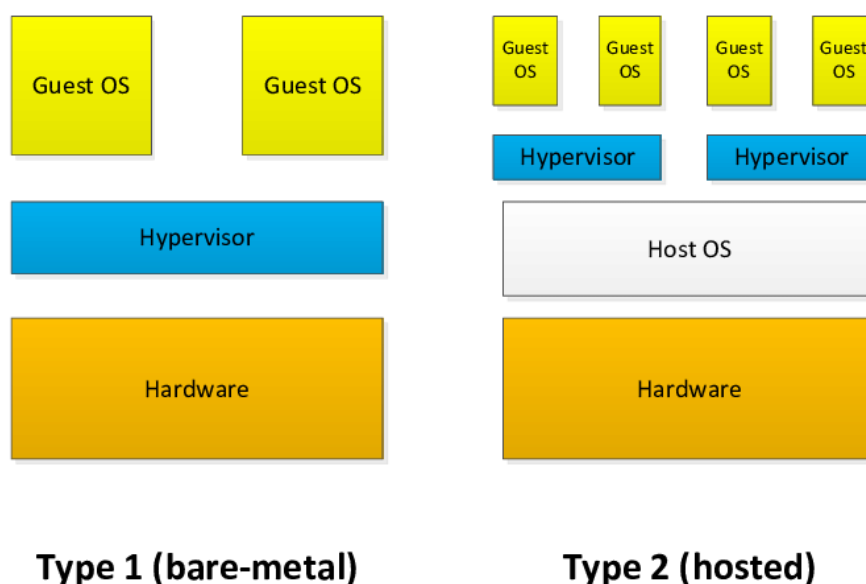 Guest OS
Guest OS
Hypervisor
Hardware
Type 1 (bare-metal)
Guest
OS
Guest
OS
Guest
OS
Guest
OS
Hypervisor
Hypervisor
Host OS
Hardware
Type 2 (hosted)